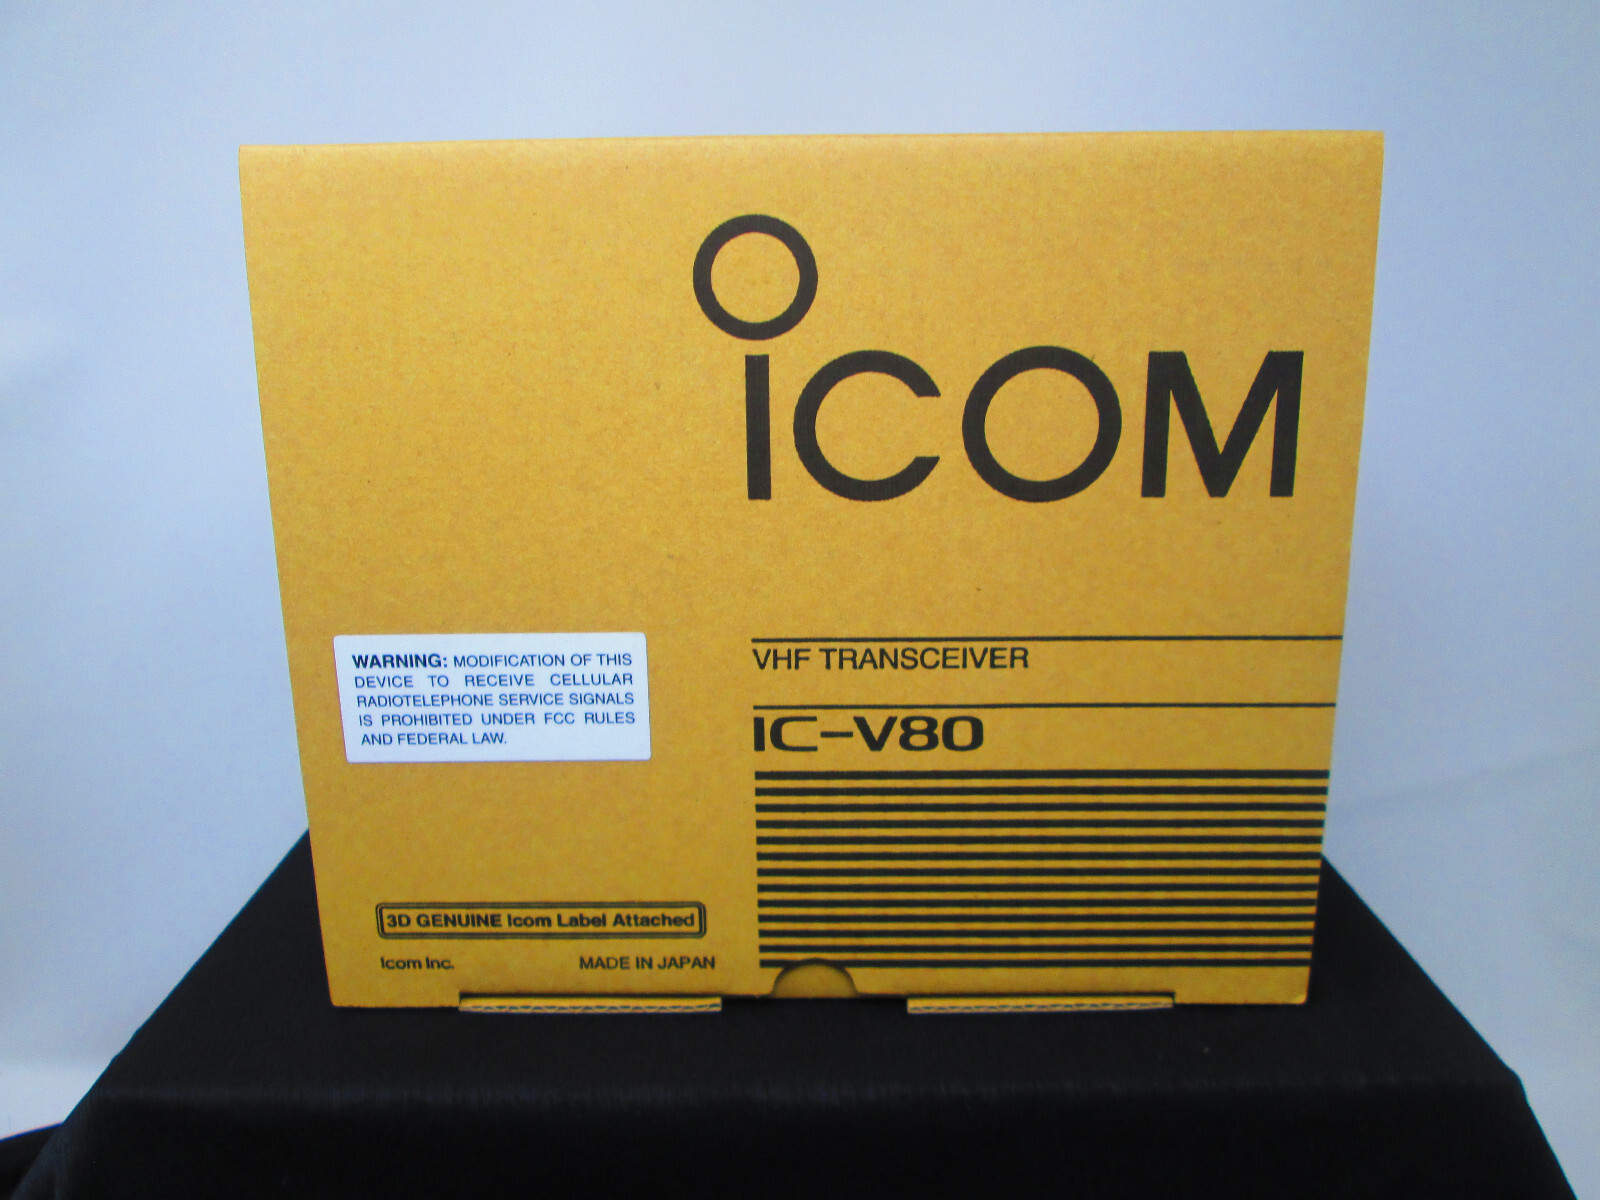 iCOM
VHF TRANSCEIVER
IC-V80
WARNING: MODIFICATION OF THIS
DEVICE TO RECEIVE CELLULAR
RADIOTELEPHONE SERVICE SIGNALS
IS PROHIBITED UNDER FCC RULES
AND FEDERAL LAW.
3D GENUINE Icom Label Attached
Icom Inc.
MADE IN JAPAN